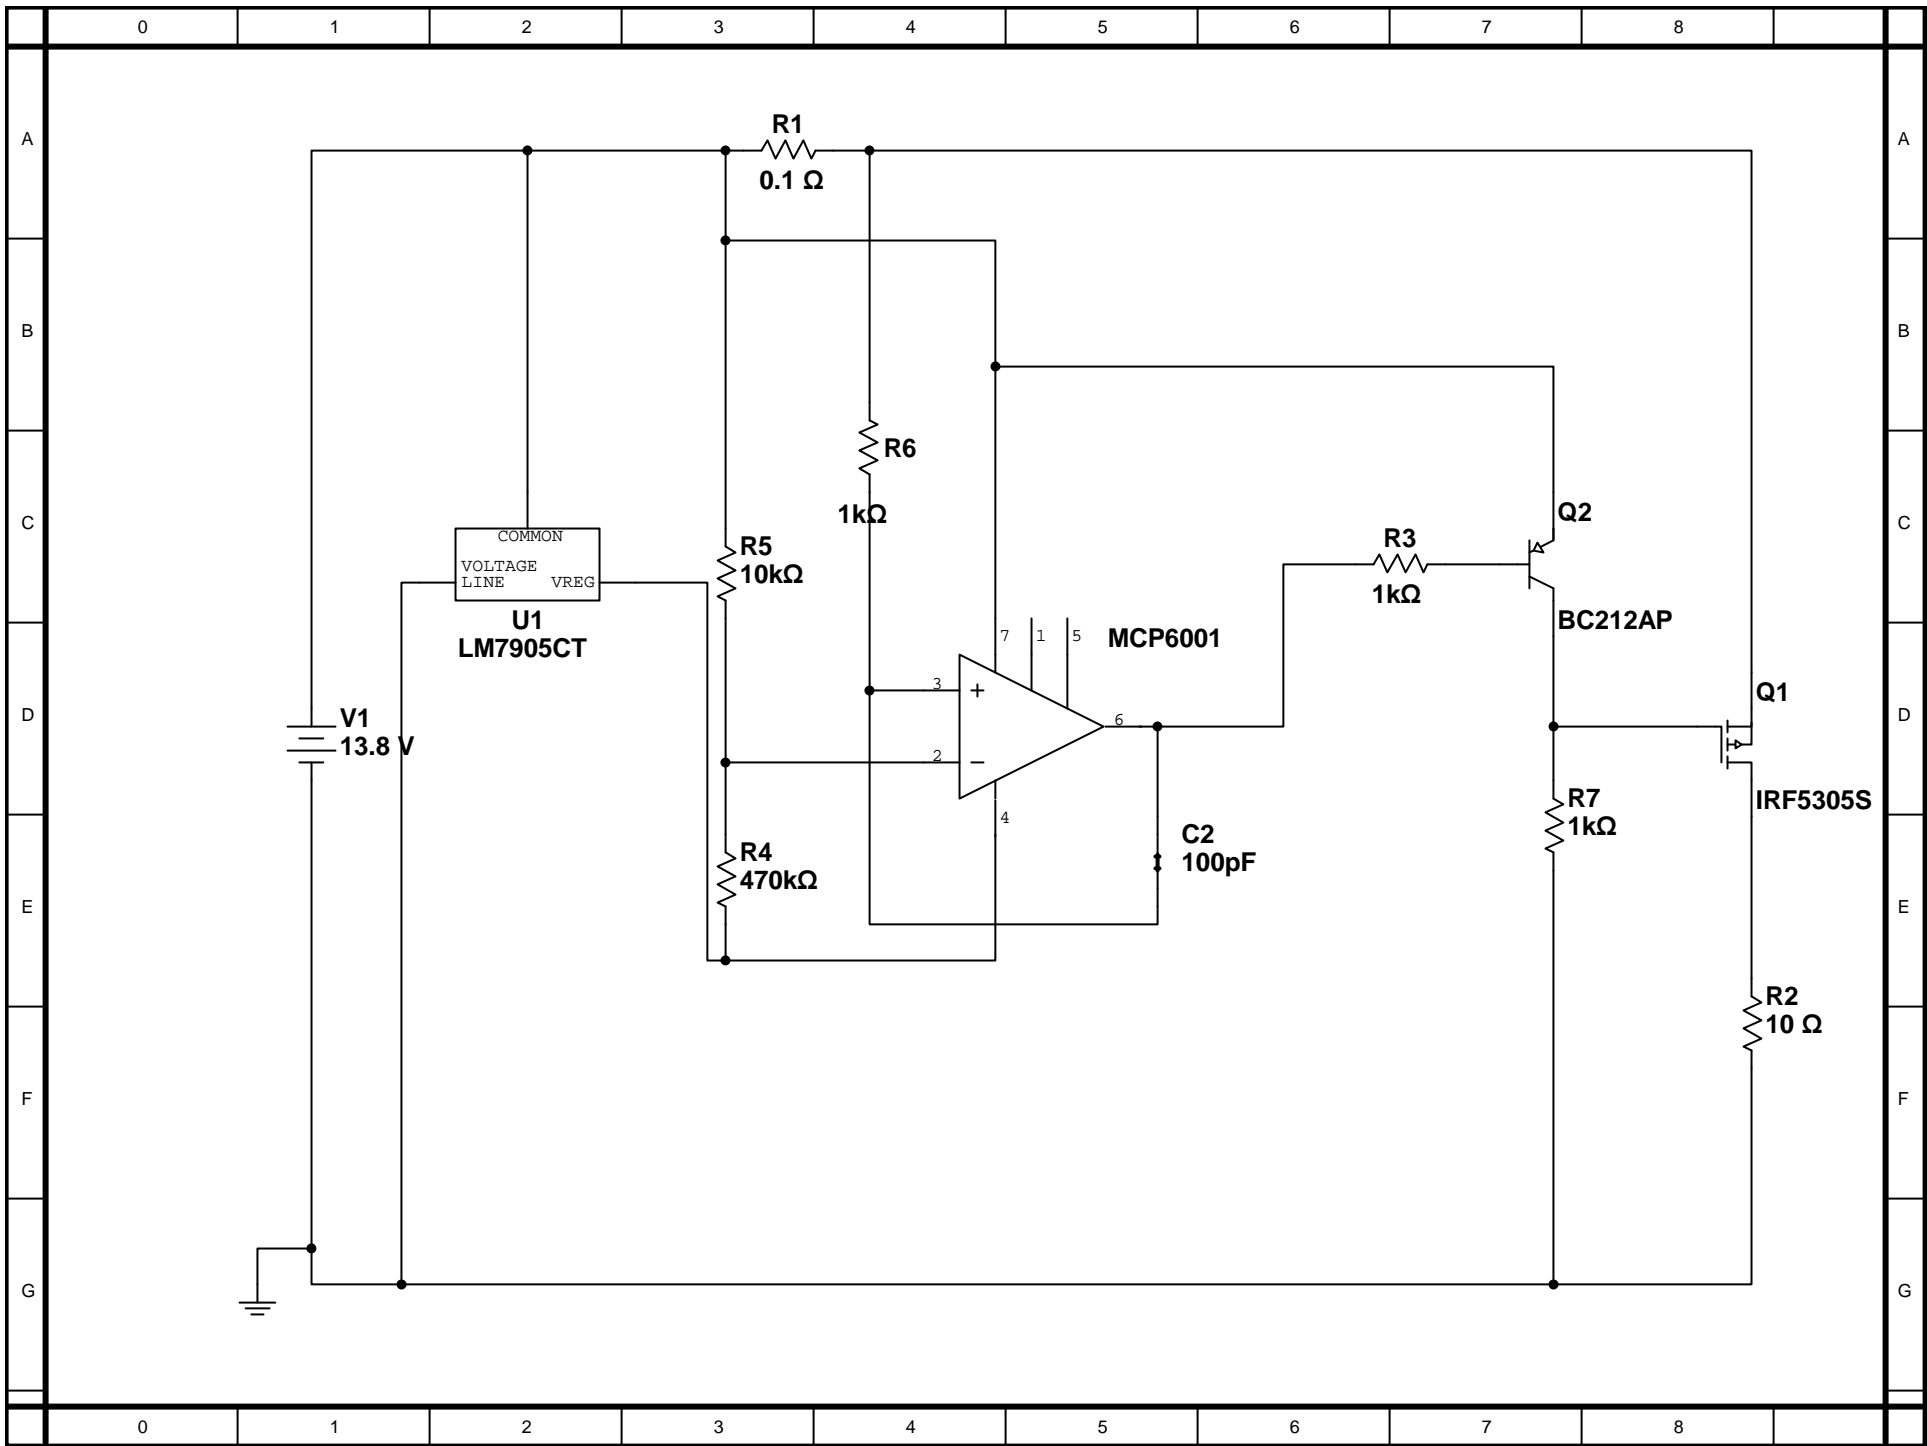 0 1 2 3 4 5 6 7 8
A A
R1
0.1 Ω
B B
R6
1kΩ
C C
COMMON
VOLTAGE
LINE VREG
U1
LM7905CT
R5
10kΩ
R3
1kΩ
Q2
BC212AP
7 1 5
MCP6001
3 +
2 −
6
4
D D
V1
13.8 V
Q1
IRF5305S
R7
1kΩ
C2
100pF
R4
470kΩ
E E
R2
10 Ω
F F
G G
0 1 2 3 4 5 6 7 8